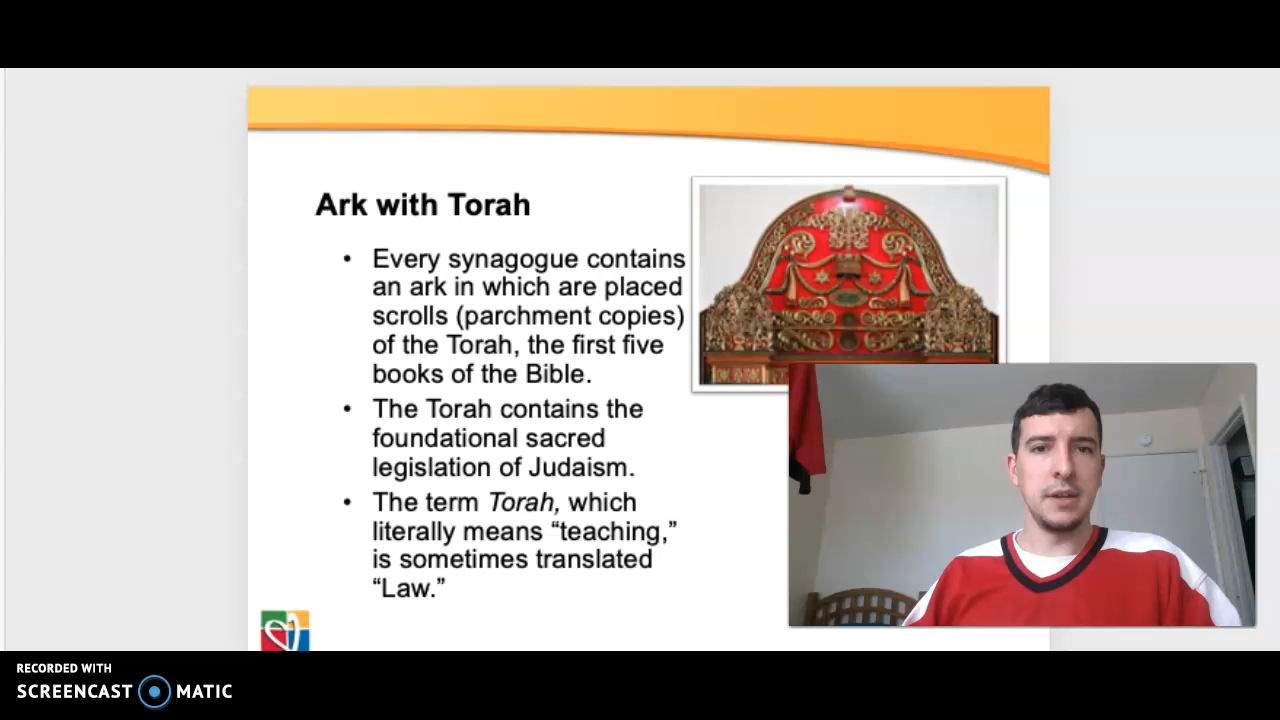 Ark with Torah
• Every synagogue contains
an ark in which are placed
scrolls (parchment copies)
of the Torah, the first five
books of the Bible.
• The Torah contains the
foundational sacred
legislation of Judaism.
• The term Torah, which
literally means “teaching,”
is sometimes translated
“Law.”
RECORDED WITH
SCREENCAST MATIC